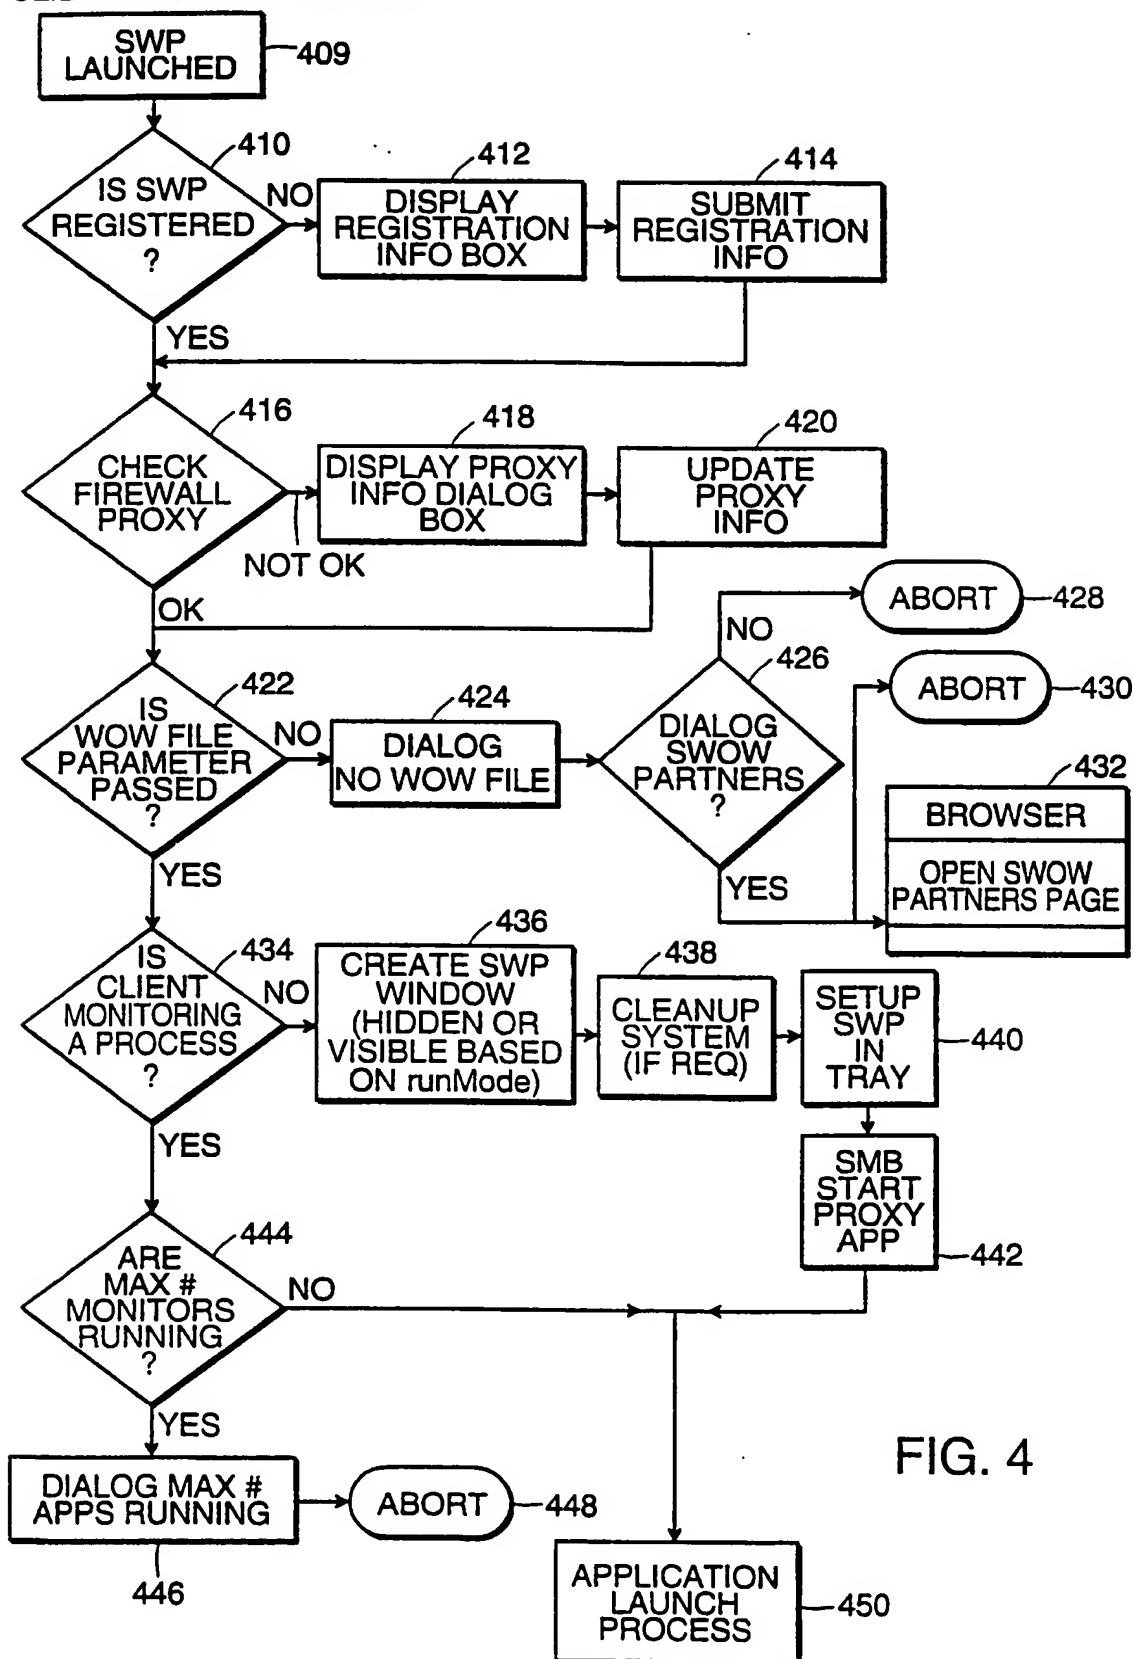 SWP
LAUNCHED
409
410
IS SWP
REGISTERED
?
NO
412
DISPLAY
REGISTRATION
INFO BOX
414
SUBMIT
REGISTRATION
INFO
YES
416
CHECK
FIREWALL
PROXY
NOT OK
418
DISPLAY PROXY
INFO DIALOG
BOX
420
UPDATE
PROXY
INFO
OK
422
IS
WOW FILE
PARAMETER
PASSED
?
NO
424
DIALOG
NO WOW FILE
426
DIALOG
SWOW
PARTNERS
?
NO
ABORT
428
ABORT
430
YES
432
BROWSER
OPEN SWOW
PARTNERS PAGE
YES
434
IS
CLIENT
MONITORING
A PROCESS
?
NO
436
CREATE SWP
WINDOW
(HIDDEN OR
VISIBLE BASED
ON runMode)
438
CLEANUP
SYSTEM
(IF REQ)
SETUP
SWP
IN
TRAY
440
SMB
START
PROXY
APP
442
YES
444
ARE
MAX #
MONITORS
RUNNING
?
NO
YES
DIALOG MAX #
APPS RUNNING
446
ABORT
448
APPLICATION
LAUNCH
PROCESS
450
FIG. 4